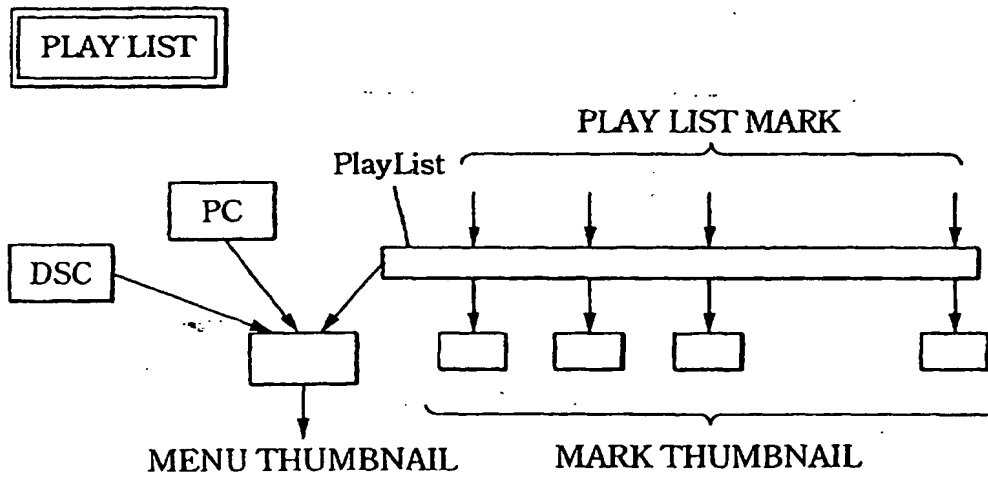 PLAY LIST
PLAY LIST MARK
PlayList
PC
DSC
MENU THUMBNAIL
MARK THUMBNAIL